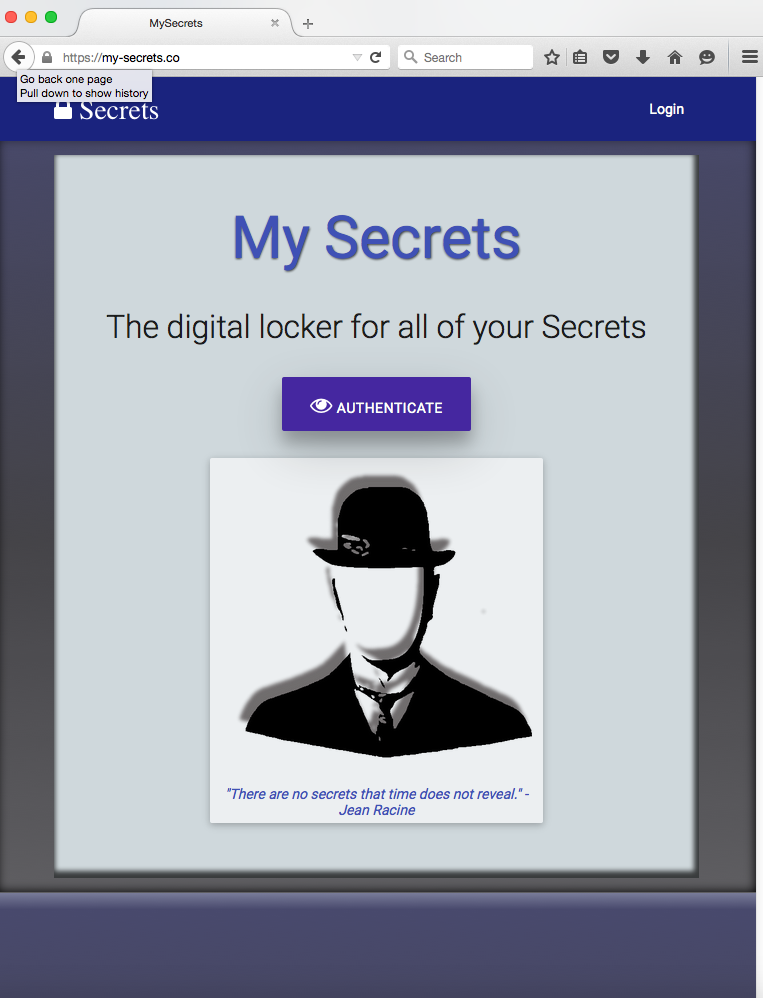 MySecrets
https://my-secrets.co
Search
Go back one page
Pull down to show history
Secrets
Login
My Secrets
The digital locker for all of your Secrets
AUTHENTICATE
"There are no secrets that time does not reveal." -
Jean Racine